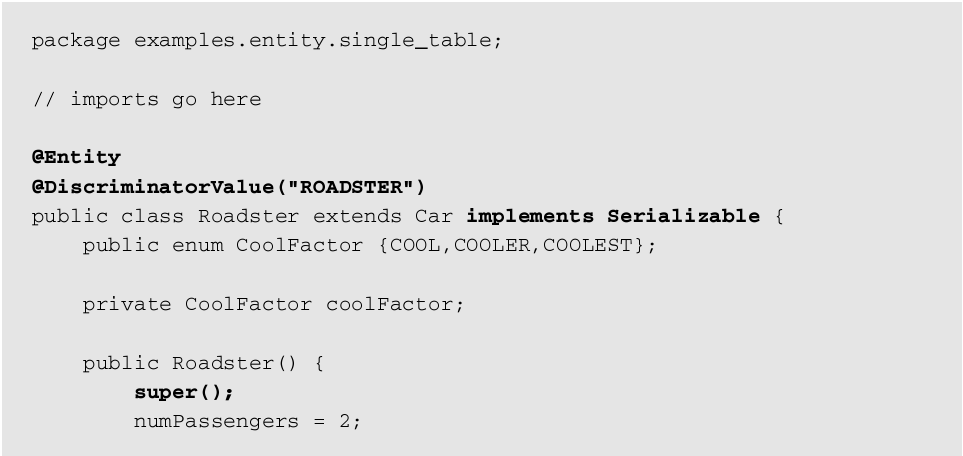 package examples.entity.single_table;
// imports go here
@Entity
@DiscriminatorValue("ROADSTER")
public class Roadster extends Car implements Serializable {
public enum CoolFactor {COOL,COOLER,COOLEST};
private CoolFactor coolFactor;
public Roadster() {
super();
numPassengers = 2;